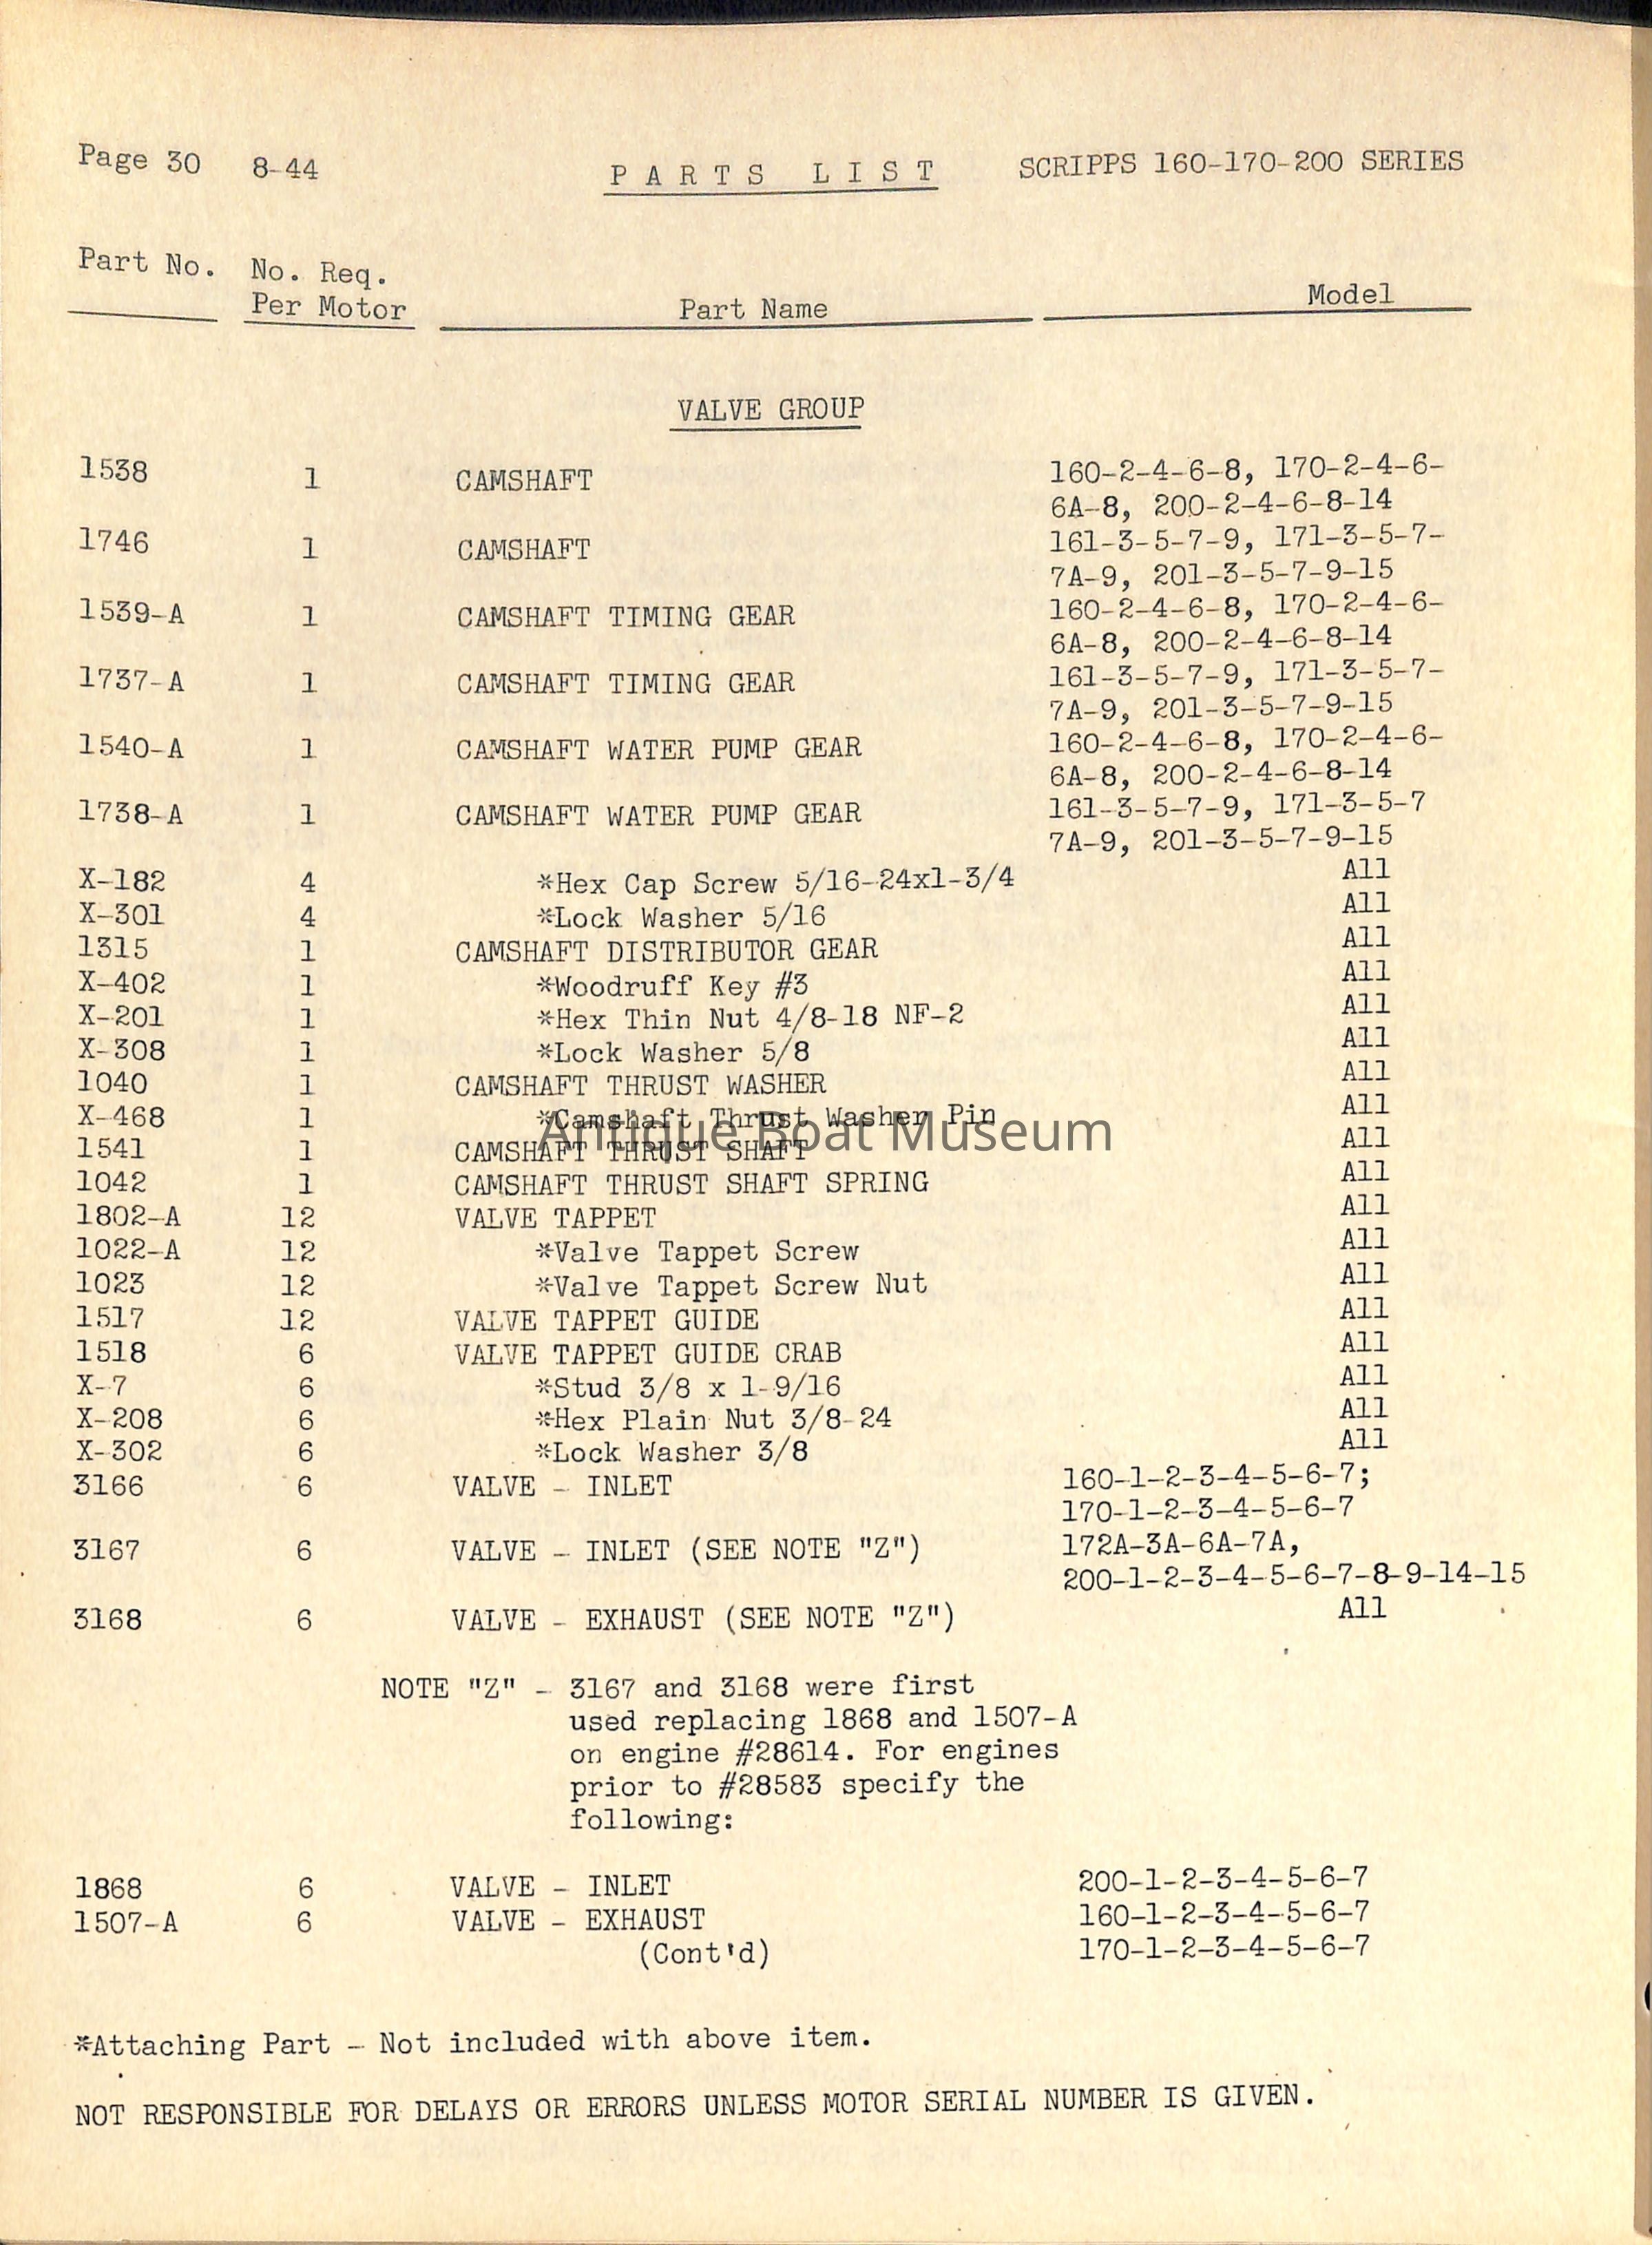 Page 30 8-44 PARTS LIST SCRIPPS 160-170-200 SERIES
Part No. No. Req.
Per Motor Part Name Model
VALVE GROUP
1538 1 CAMSHAFT 160-2-4-6-8, 170-2-4-6-
6A-8, 200-2-4-6-8-14
1746 1 CAMSHAFT 161-3-5-7-9, 171-3-5-7-
7A-9, 201-3-5-7-9-15
1539-A 1 CAMSHAFT TIMING GEAR 160-2-4-6-8, 170-2-4-6-
6A-8, 200-2-4-6-8-14
1737-A 1 CAMSHAFT TIMING GEAR 161-3-5-7-9, 171-3-5-7-
7A-9, 201-3-5-7-9-15
1540-A 1 CAMSHAFT WATER PUMP GEAR 160-2-4-6-8, 170-2-4-6-
6A-8, 200-2-4-6-8-14
1738-A 1 CAMSHAFT WATER PUMP GEAR 161-3-5-7-9, 171-3-5-7
7A-9, 201-3-5-7-9-15
X-182 4 *Hex Cap Screw 5/16-24x1-3/4 All
X-301 4 *Lock Washer 5/16 All
1315 1 CAMSHAFT DISTRIBUTOR GEAR All
X-402 1 *Woodruff Key #3 All
X-201 1 *Hex Thin Nut 4/8-18 NF-2 All
X-308 1 *Lock Washer 5/8 All
1040 1 CAMSHAFT THRUST WASHER All
X-468 1 *Camshaft Thrust Washer Pin All
Antique Boat Museum
1541 1 CAMSHAFT THRUST SHAFT All
1042 1 CAMSHAFT THRUST SHAFT SPRING All
1802-A 12 VALVE TAPPET All
1022-A 12 *Valve Tappet Screw All
1023 12 *Valve Tappet Screw Nut All
1517 12 VALVE TAPPET GUIDE All
1518 6 VALVE TAPPET GUIDE CRAB All
X-7 6 *Stud 3/8 x 1-9/16 All
X-208 6 *Hex Plain Nut 3/8-24 All
X-302 6 *Lock Washer 3/8 All
3166 6 VALVE - INLET 160-1-2-3-4-5-6-7;
170-1-2-3-4-5-6-7
3167 6 VALVE - INLET (SEE NOTE "Z") 172A-3A-6A-7A,
200-1-2-3-4-5-6-7-8-9-14-15
3168 6 VALVE - EXHAUST (SEE NOTE "Z") All
NOTE "Z" - 3167 and 3168 were first
used replacing 1868 and 1507-A
on engine #28614. For engines
prior to #28583 specify the
following:
1868 6 VALVE - INLET 200-1-2-3-4-5-6-7
1507-A 6 VALVE - EXHAUST 160-1-2-3-4-5-6-7
(Cont'd) 170-1-2-3-4-5-6-7
*Attaching Part - Not included with above item.
NOT RESPONSIBLE FOR DELAYS OR ERRORS UNLESS MOTOR SERIAL NUMBER IS GIVEN.